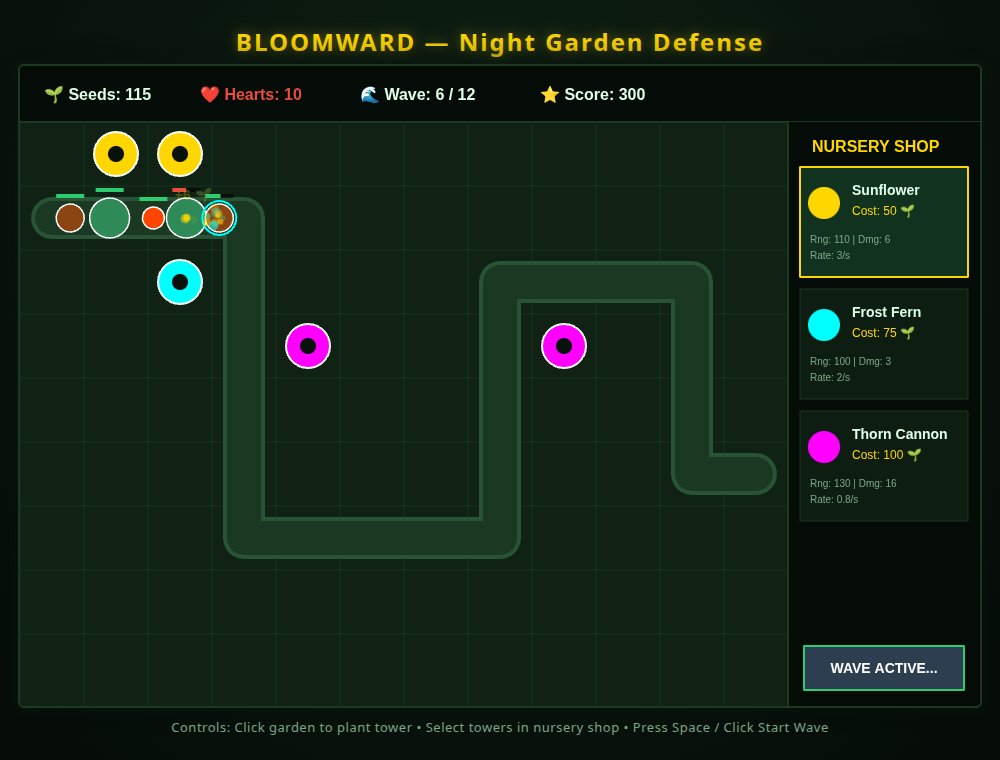 BLOOMWARD — Night Garden Defense
🌱 Seeds: 115
❤️ Hearts: 10
🌊 Wave: 6 / 12
⭐ Score: 300
NURSERY SHOP
Sunflower
Cost: 50 🌱
Rng: 110 | Dmg: 6
Rate: 3/s
Frost Fern
Cost: 75 🌱
Rng: 100 | Dmg: 3
Rate: 2/s
Thorn Cannon
Cost: 100 🌱
Rng: 130 | Dmg: 16
Rate: 0.8/s
WAVE ACTIVE...
Controls: Click garden to plant tower • Select towers in nursery shop • Press Space / Click Start Wave